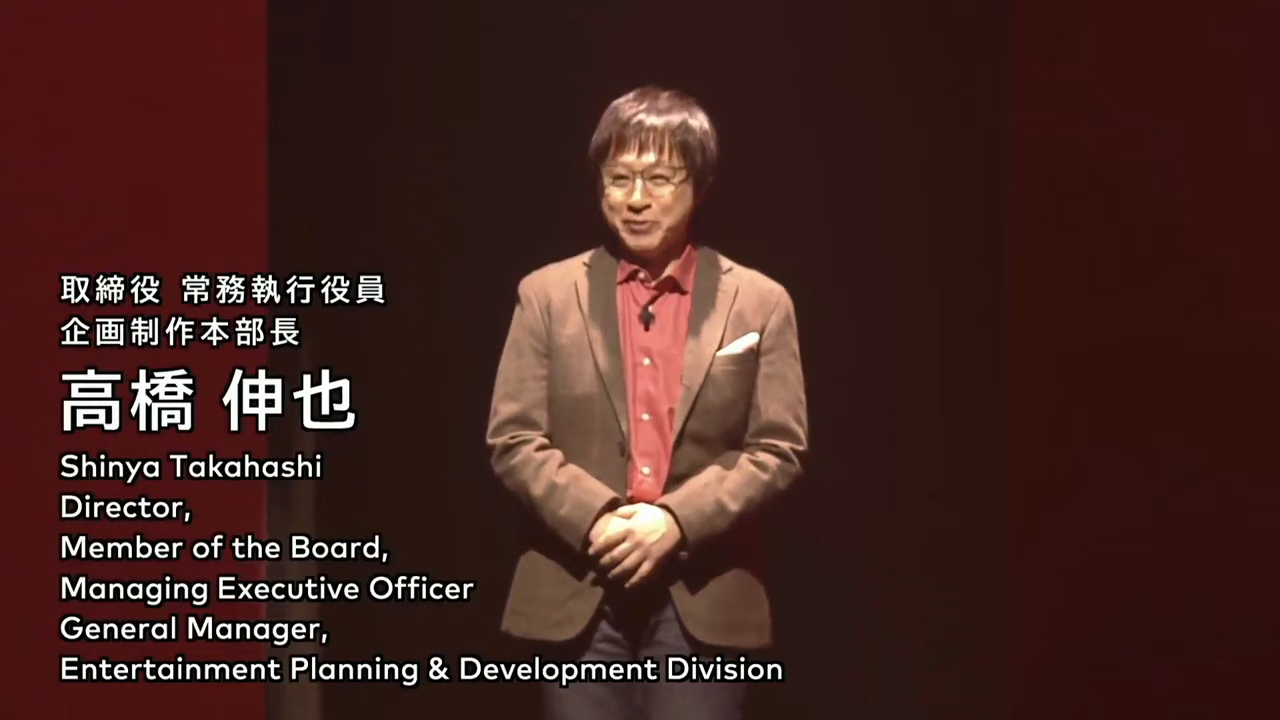 取締役 常務執行役員
企画制作本部長
高橋 伸也
Shinya Takahashi
Director,
Member of the Board,
Managing Executive Officer
General Manager,
Entertainment Planning & Development Division